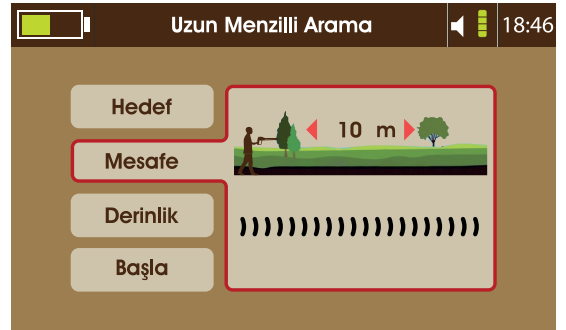 Uzun Menzilli Arama 18:46
Hedef
10 m
Mesafe
Derinlik
Başla